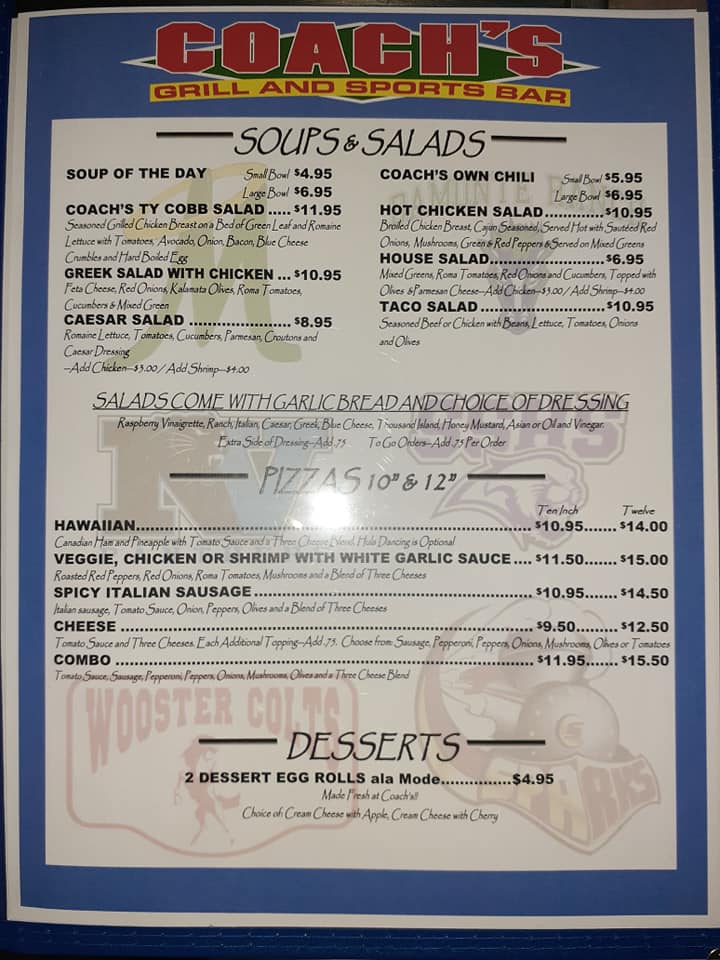 COACH'S
GRILL AND SPORTS BAR
SOUPS & SALADS
SOUP OF THE DAY Small Bowl $4.95
Large Bowl $6.95
COACH'S TY COBB SALAD ..... $11.95
Seasoned Grilled Chicken Breast on a Bed of Green Leaf and Romaine
Lettuce with Tomatoes, Avocado, Onion, Bacon, Blue Cheese
Crumbles and Hard Boiled Egg
GREEK SALAD WITH CHICKEN ... $10.95
Feta Cheese, Red Onions, Kalamata Olives, Roma Tomatoes,
Cucumbers & Mixed Green
CAESAR SALAD ...................... $8.95
Romaine Lettuce, Tomatoes, Cucumbers, Parmesan, Croutons and
Caesar Dressing
—Add Chicken—$3.00 / Add Shrimp—$4.00
COACH'S OWN CHILI Small Bowl $5.95
Large Bowl $6.95
HOT CHICKEN SALAD.............. $10.95
Broiled Chicken Breast, Cajun Seasoned, Served Hot with Sautéed Red
Onions, Mushrooms, Green & Red Peppers & Served on Mixed Greens
HOUSE SALAD............................ $6.95
Mixed Greens, Roma Tomatoes, Red Onions and Cucumbers, Topped with
Olives & Parmesan Cheese—Add Chicken—$3.00 / Add Shrimp—$4.00
TACO SALAD............................. $10.95
Seasoned Beef or Chicken with Beans, Lettuce, Tomatoes, Onions
and Olives
SALADS COME WITH GARLIC BREAD AND CHOICE OF DRESSING
Raspberry Vinaigrette, Ranch, Italian, Caesar, Greek, Blue Cheese, Thousand Island, Honey Mustard, Asian or Oil and Vinegar.
Extra Side of Dressing—Add .75 To Go Orders—Add .75 Per Order
PIZZAS 10" & 12"
Ten Inch Twelve
HAWAIIAN.................................................................................. $10.95....... $14.00
Canadian Ham and Pineapple with Tomato Sauce and a Three Cheese Blend. Hula Dancing is Optional
VEGGIE, CHICKEN OR SHRIMP WITH WHITE GARLIC SAUCE .... $11.50....... $15.00
Roasted Red Peppers, Red Onions, Roma Tomatoes, Mushrooms and a Blend of Three Cheeses
SPICY ITALIAN SAUSAGE.......................................................... $10.95....... $14.50
Italian sausage, Tomato Sauce, Onion, Peppers, Olives and a Blend of Three Cheeses
CHEESE .................................................................................... $9.50........... $12.50
Tomato Sauce and Three Cheeses. Each Additional Topping—Add .75. Choose from: Sausage, Pepperoni, Peppers, Onions, Mushrooms, Olives or Tomatoes
COMBO ..................................................................................... $11.95....... $15.50
Tomato Sauce, Sausage, Pepperoni, Peppers, Onions, Mushrooms, Olives and a Three Cheese Blend
WOOSTER COLTS
SPARKS
DESSERTS
2 DESSERT EGG ROLLS ala Mode............... $4.95
Made Fresh at Coach's!!
Choice of: Cream Cheese with Apple, Cream Cheese with Cherry